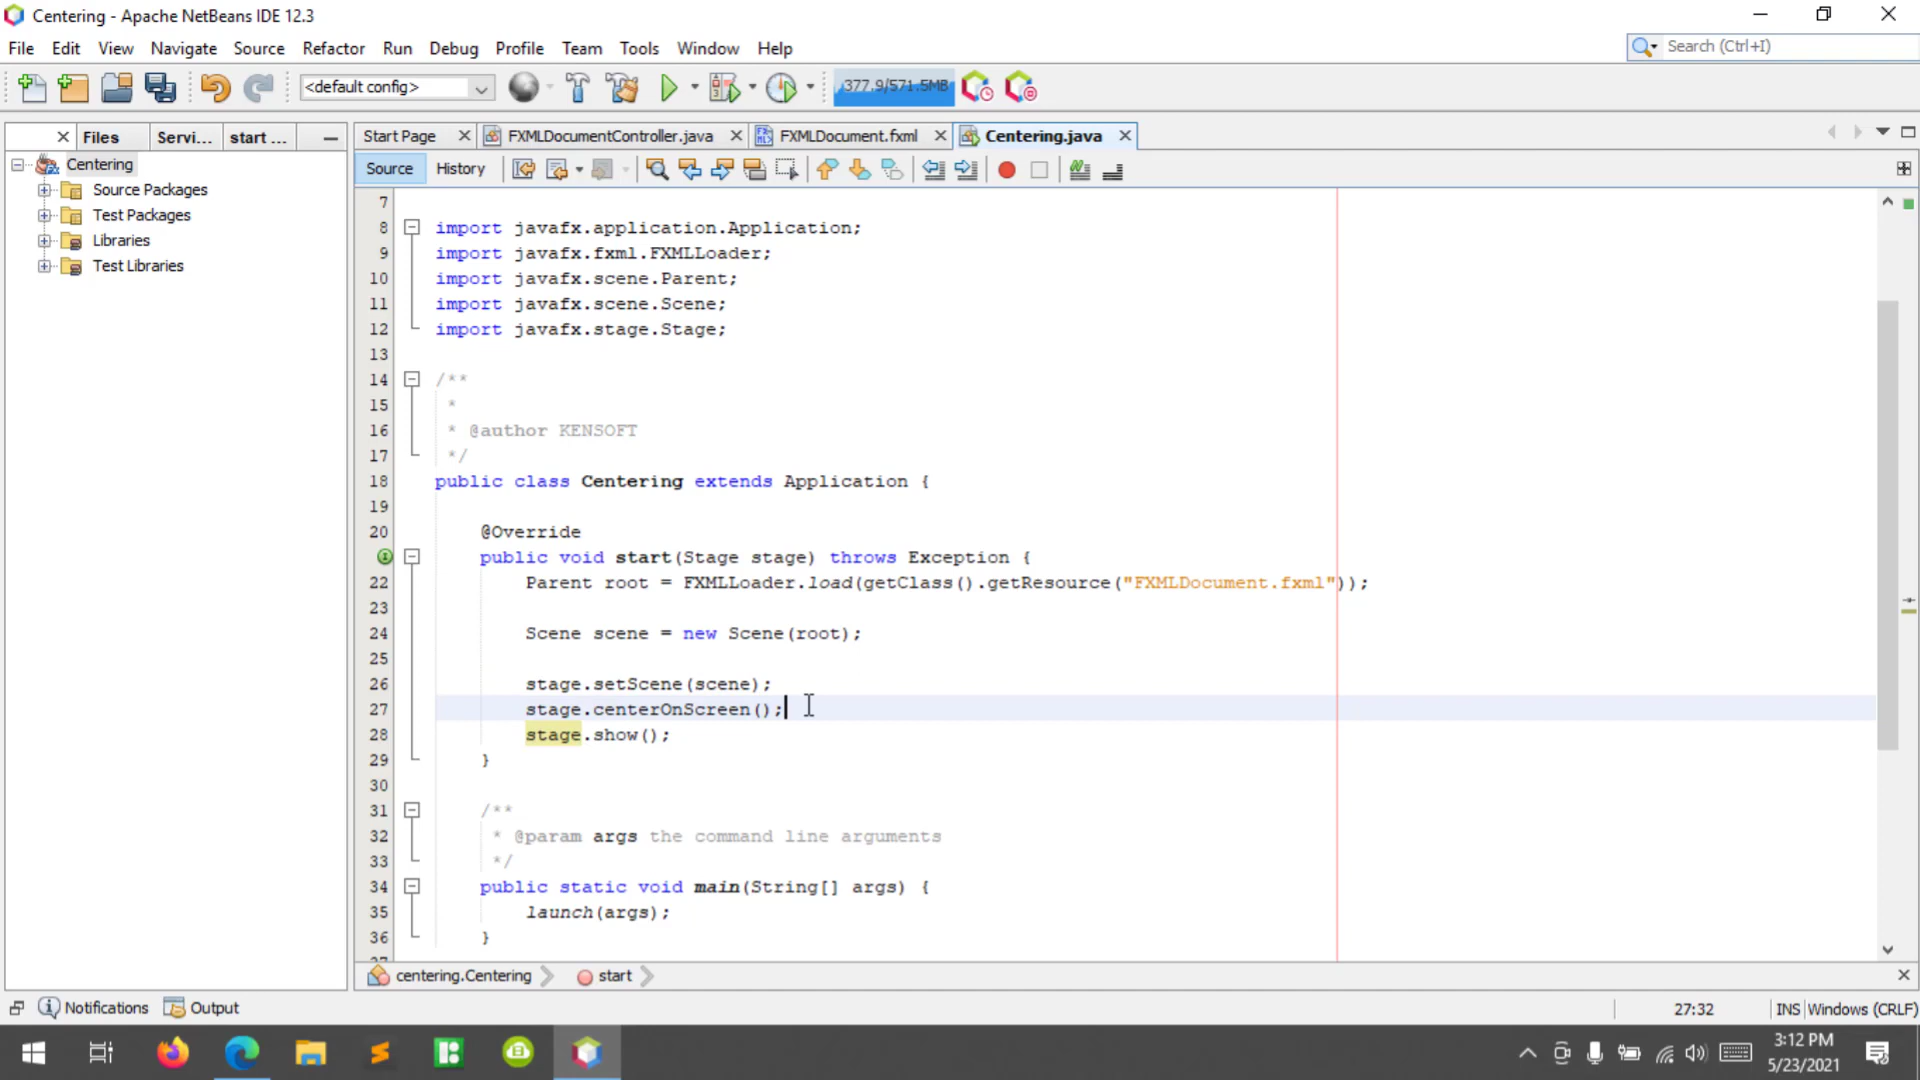 Centering - Apache NetBeans IDE 12.3
File Edit View Navigate Source Refactor Run Debug Profile Team Tools Window Help
Search (Ctrl+I)
<default config>
377.9/571.5MB
Files Servi... start ...
Start Page FXMLDocumentController.java FXMLDocument.fxml Centering.java
Source History
Centering
Source Packages
Test Packages
Libraries
Test Libraries
7
8 import javafx.application.Application;
9 import javafx.fxml.FXMLLoader;
10 import javafx.scene.Parent;
11 import javafx.scene.Scene;
12 import javafx.stage.Stage;
13
14 /**
15 *
16 * @author KENSOFT
17 */
18 public class Centering extends Application {
19
20 @Override
public void start(Stage stage) throws Exception {
22 Parent root = FXMLLoader.load(getClass().getResource("FXMLDocument.fxml"));
23
24 Scene scene = new Scene(root);
25
26 stage.setScene(scene);
27 stage.centerOnScreen();
28 stage.show();
29 }
30
31 /**
32 * @param args the command line arguments
33 */
34 public static void main(String[] args) {
35 launch(args);
36 }
centering.Centering start
Notifications Output
27:32 INS Windows (CRLF)
3:12 PM
5/23/2021